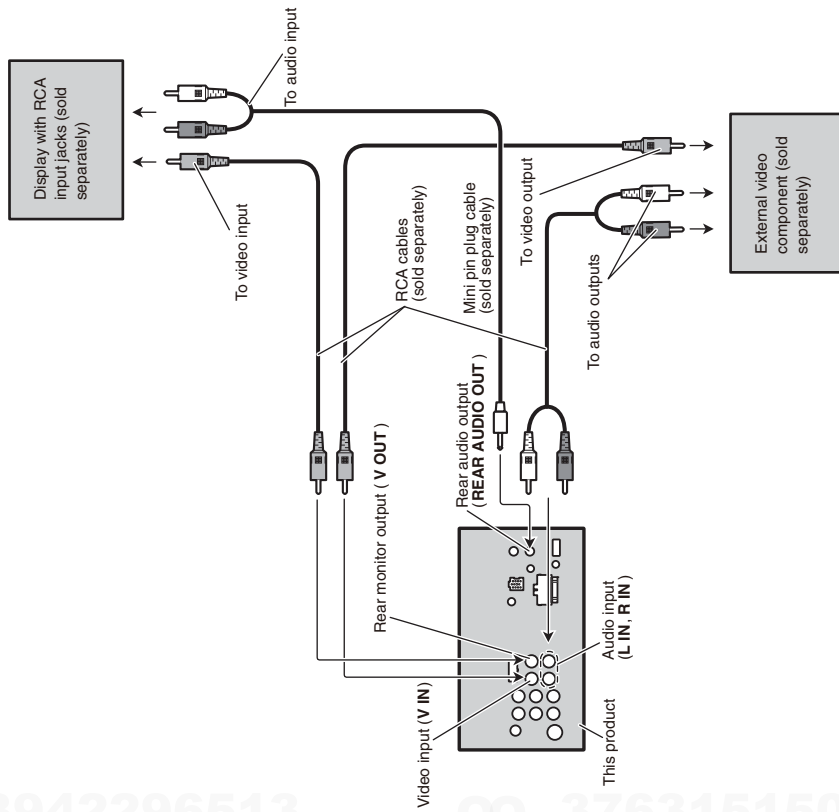 Display with RCA
input jacks (sold
separately)
To audio input
To video input
RCA cables
(sold separately)
Mini pin plug cable
(sold separately)
To video output
To audio outputs
External video
component (sold
separately)
Rear monitor output (V OUT)
Rear audio output
(REAR AUDIO OUT)
Video input (V IN)
Audio input
(L IN, R IN)
This product